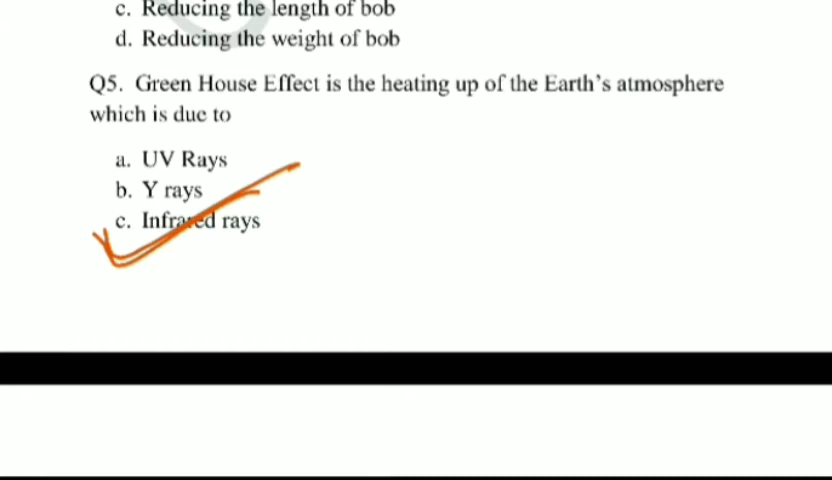 c. Reducing the length of bob
d. Reducing the weight of bob
Q5. Green House Effect is the heating up of the Earth’s atmosphere
which is due to
a. UV Rays
b. Y rays
c. Infrared rays